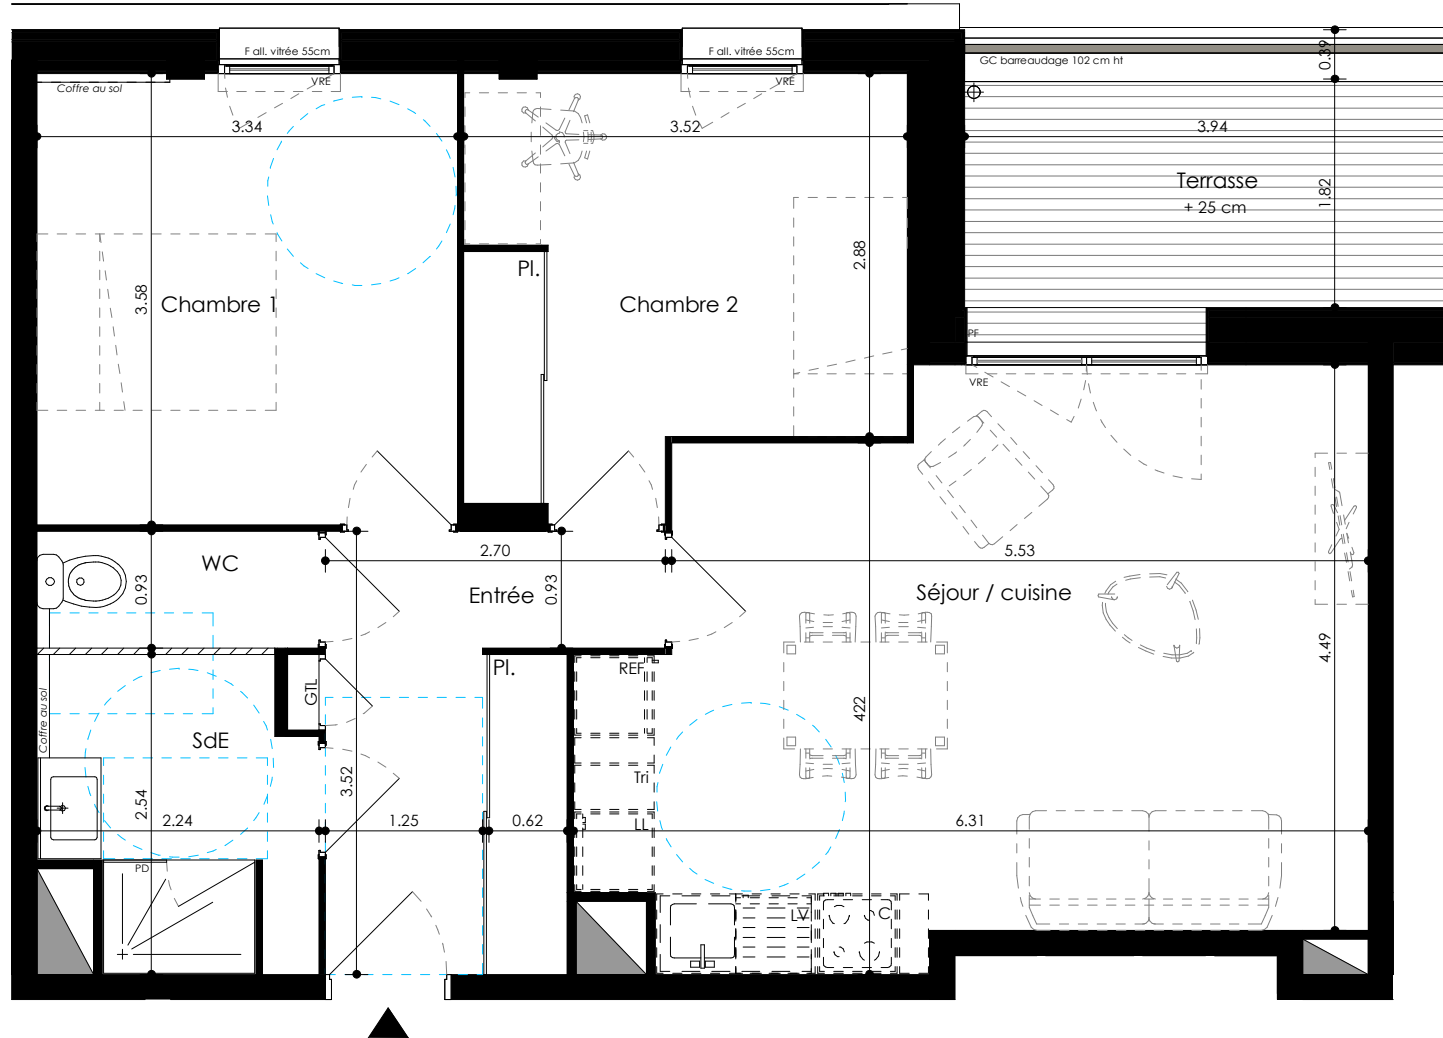 F all. vitrée 55cm
F all. vitrée 55cm
GC barreaudage 102 cm ht
0.39
Coffre au sol
VRE
VRE
3.34
3.52
3.94
Terrasse
+ 25 cm
1.82
2.88
Pl.
3.58
Chambre 1
Chambre 2
PF
VRE
WC
2.70
5.53
0.93
Entrée
0.93
Séjour / cuisine
4.49
Pl.
REF
GTL
Coffre au sol
SdE
422
Tri
3.52
2.54
2.24
1.25
0.62
LL
6.31
PD
LV
C